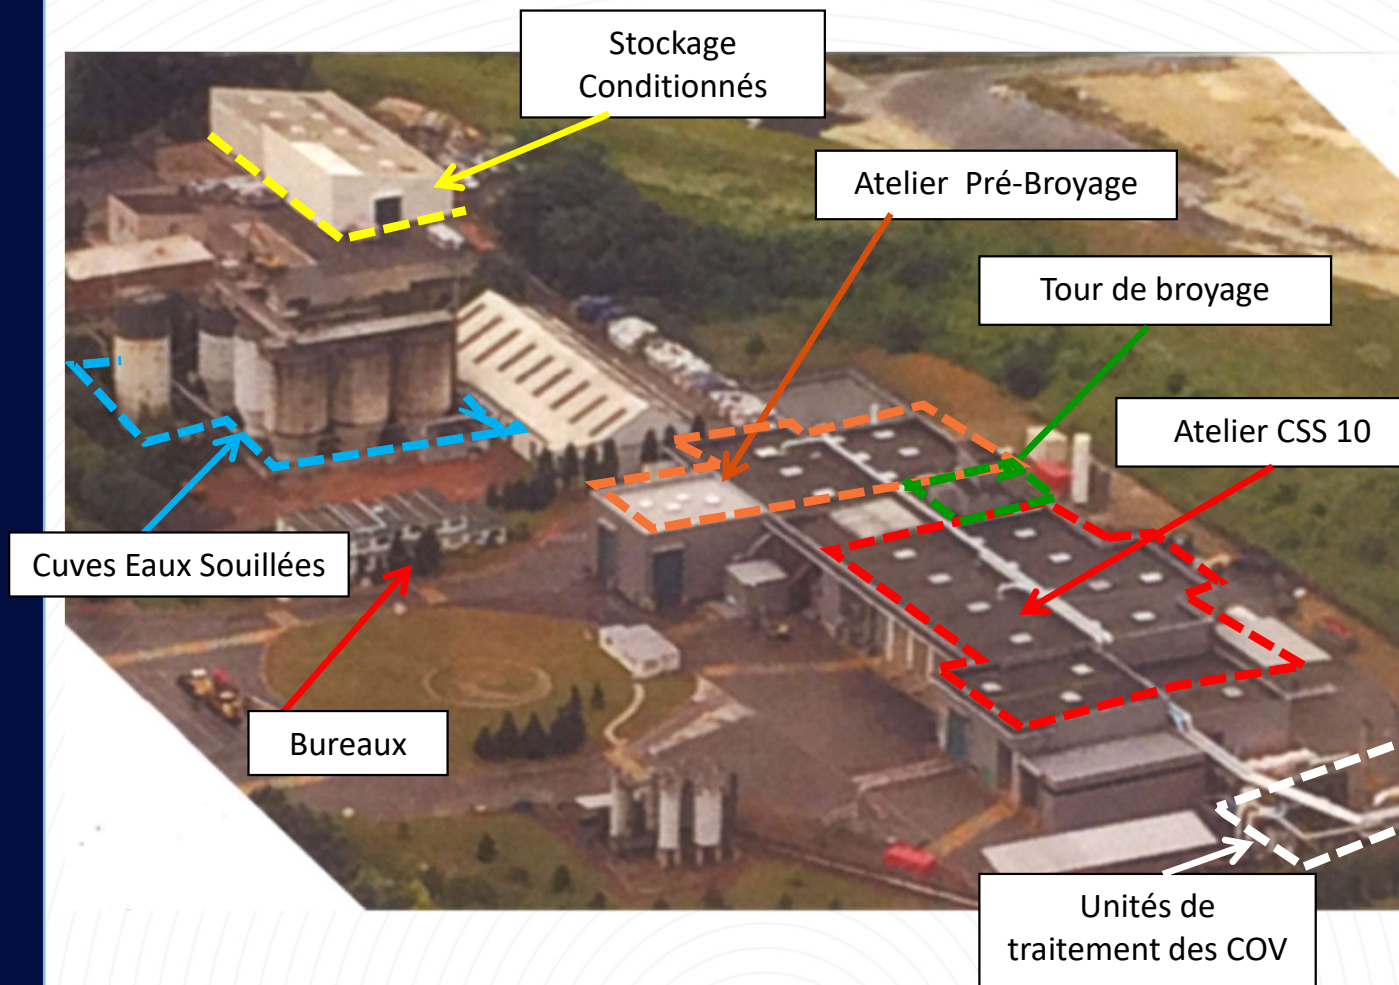 Stockage
Conditionnés
Atelier  Pré-Broyage
Tour de broyage
Atelier CSS 10
Cuves Eaux Souillées
Bureaux
Unités de
traitement des COV